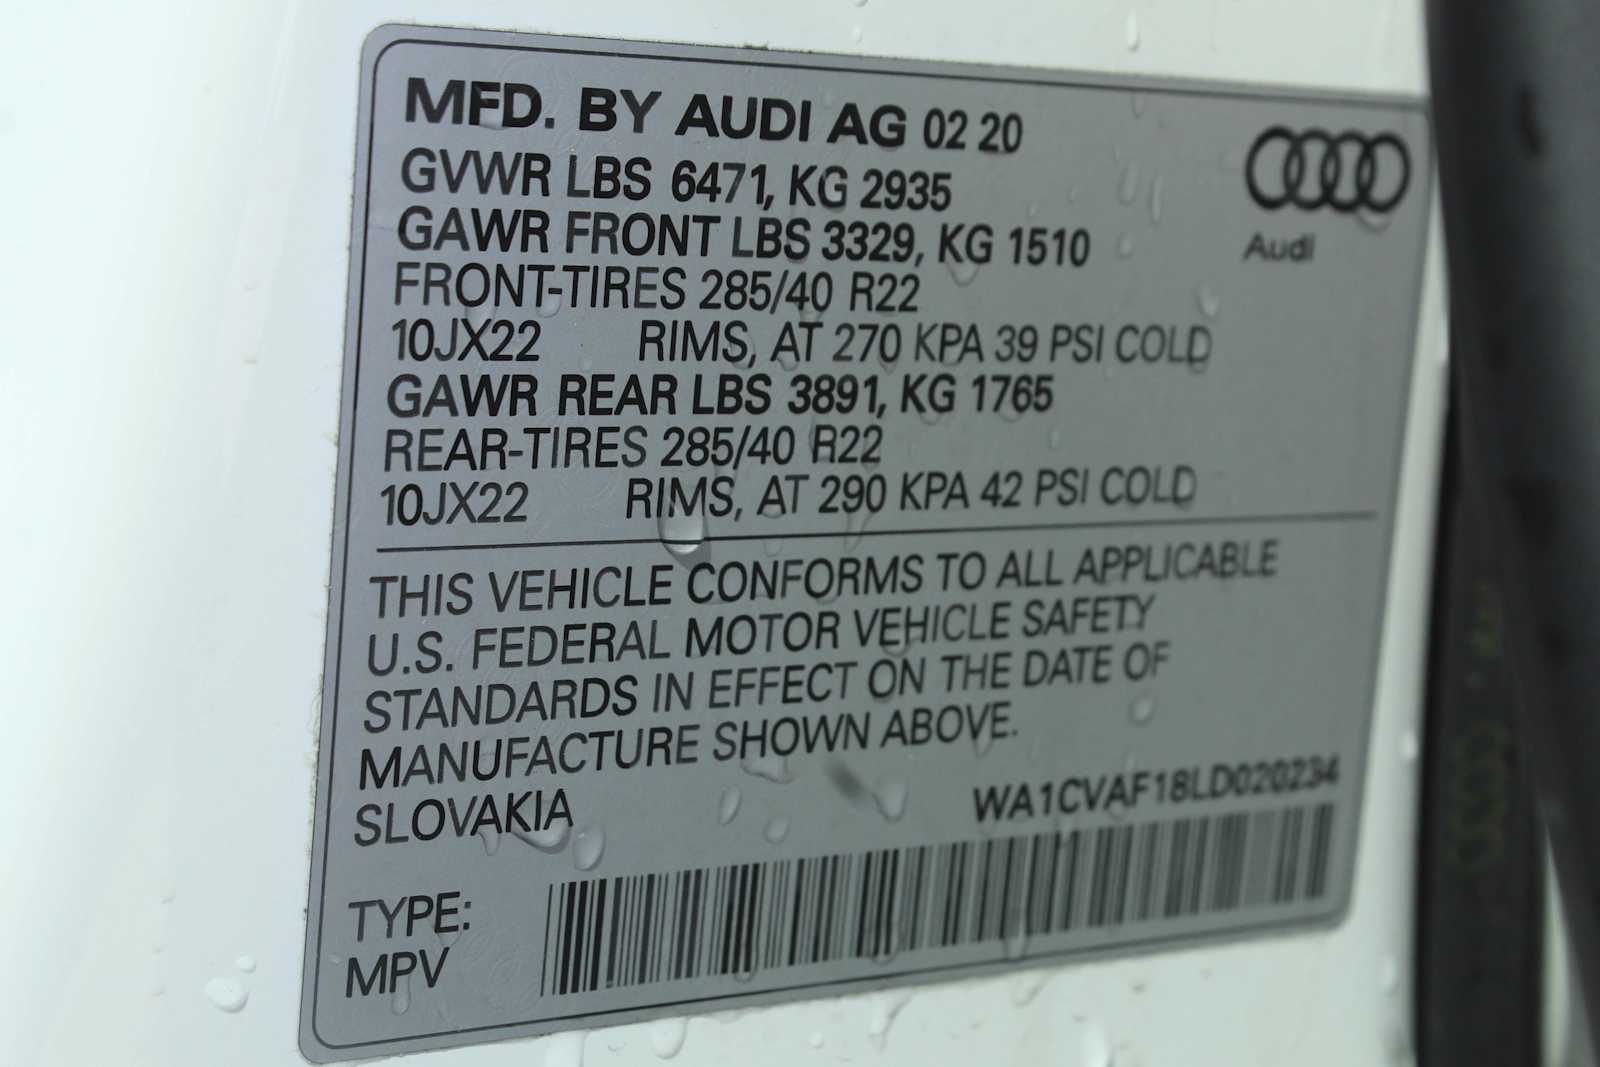 MFD. BY AUDI AG 02 20
GVWR LBS 6471, KG 2935
GAWR FRONT LBS 3329, KG 1510
FRONT-TIRES 285/40 R22
10JX22 RIMS, AT 270 KPA 39 PSI COLD
GAWR REAR LBS 3891, KG 1765
REAR-TIRES 285/40 R22
10JX22 RIMS, AT 290 KPA 42 PSI COLD
Audi
THIS VEHICLE CONFORMS TO ALL APPLICABLE
U.S. FEDERAL MOTOR VEHICLE SAFETY
STANDARDS IN EFFECT ON THE DATE OF
MANUFACTURE SHOWN ABOVE.
SLOVAKIA WA1CVAF18LD020234
TYPE:
MPV